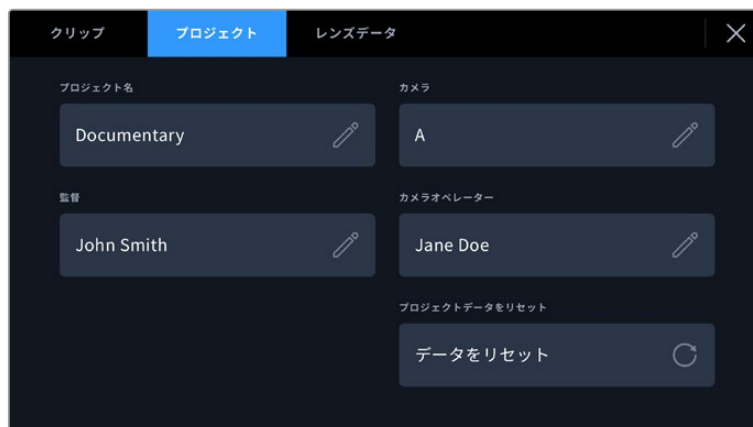 クリップ プロジェクト レンズデータ
プロジェクト名 カメラ
Documentary A
監督 カメラオペレーター
John Smith Jane Doe
プロジェクトデータをリセット
データをリセット